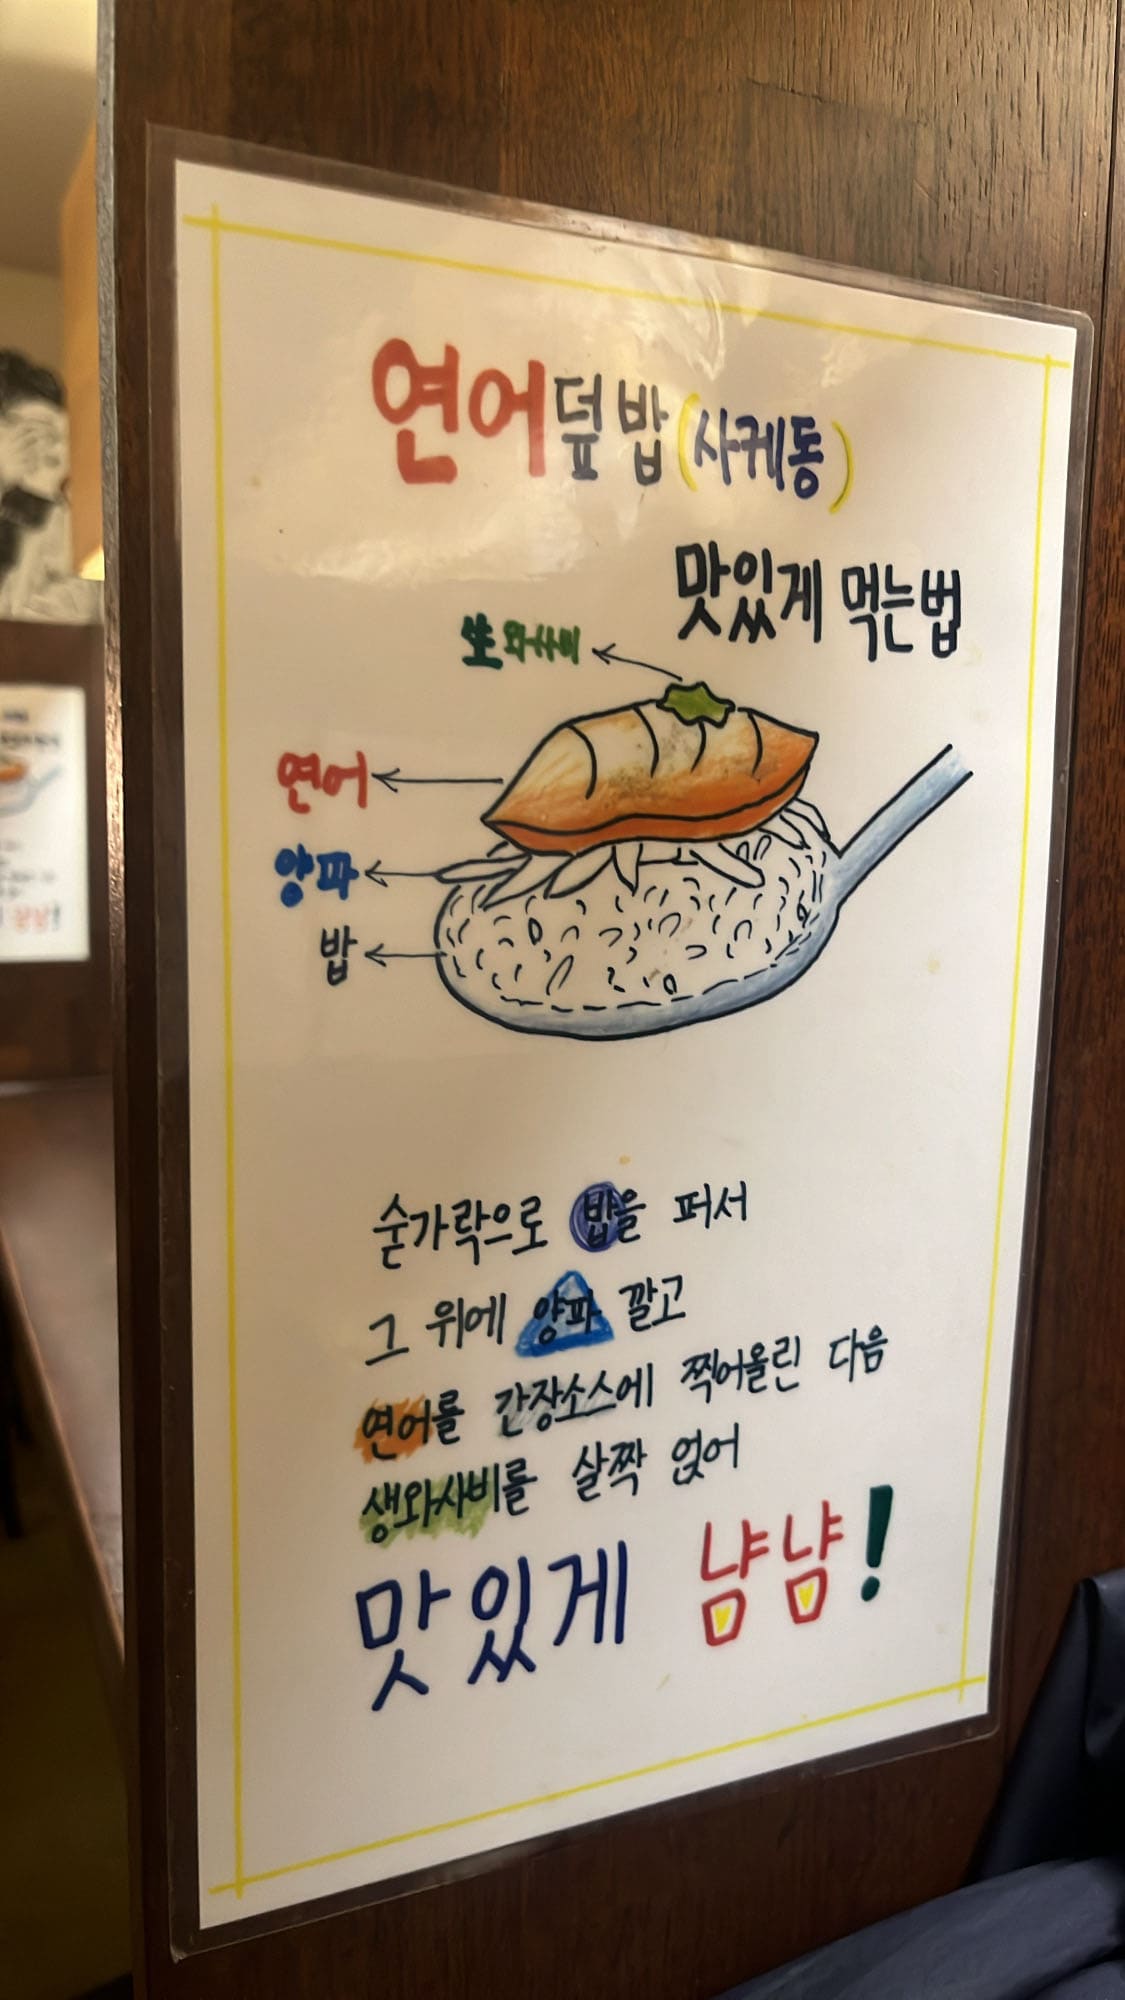 연어덮밥(사케동)
맛있게 먹는법
生와사비
연어
양파
밥
숟가락으로 밥을 퍼서
그 위에 양파 깔고
연어를 간장소스에 찍어올린 다음
생와사비를 살짝 얹어
맛있게 냠냠!